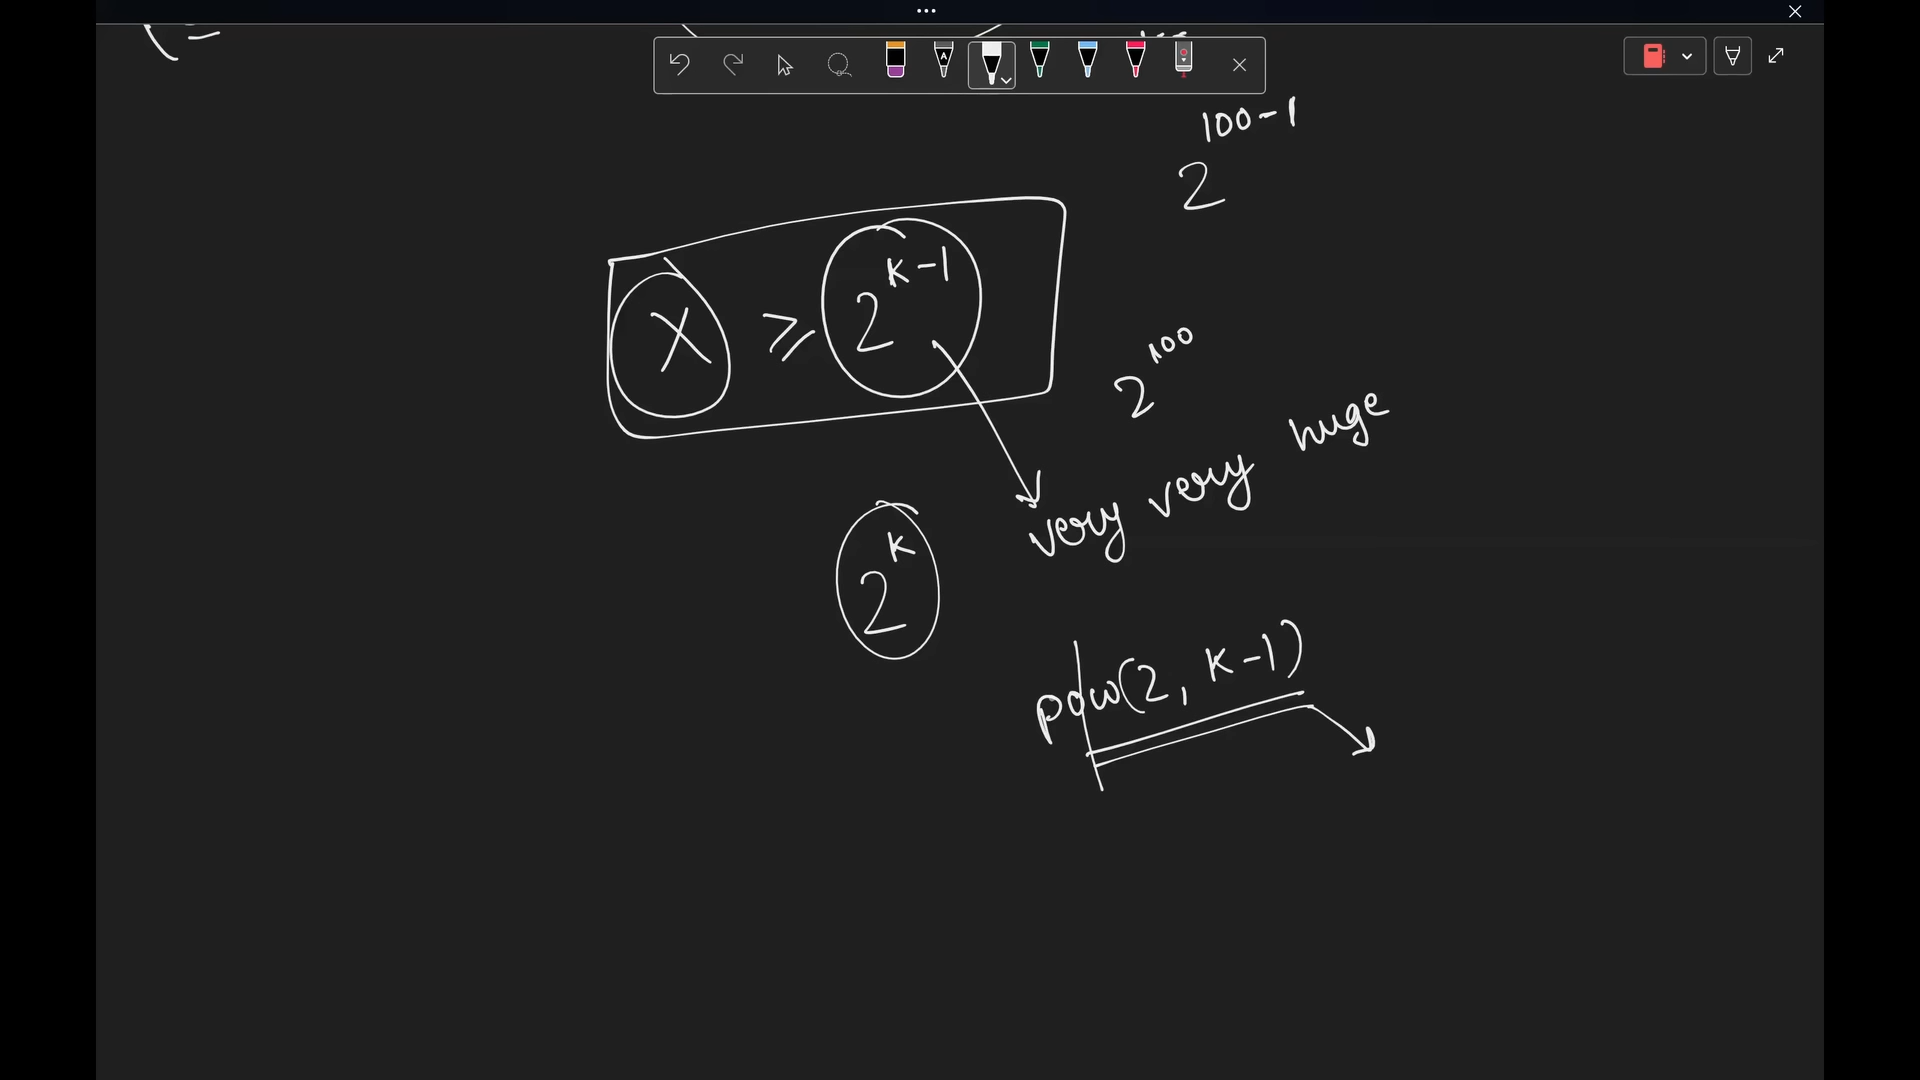 2^100-1
X ≥ 2^k-1
2^100
very very huge
2^k
pow(2, k-1)